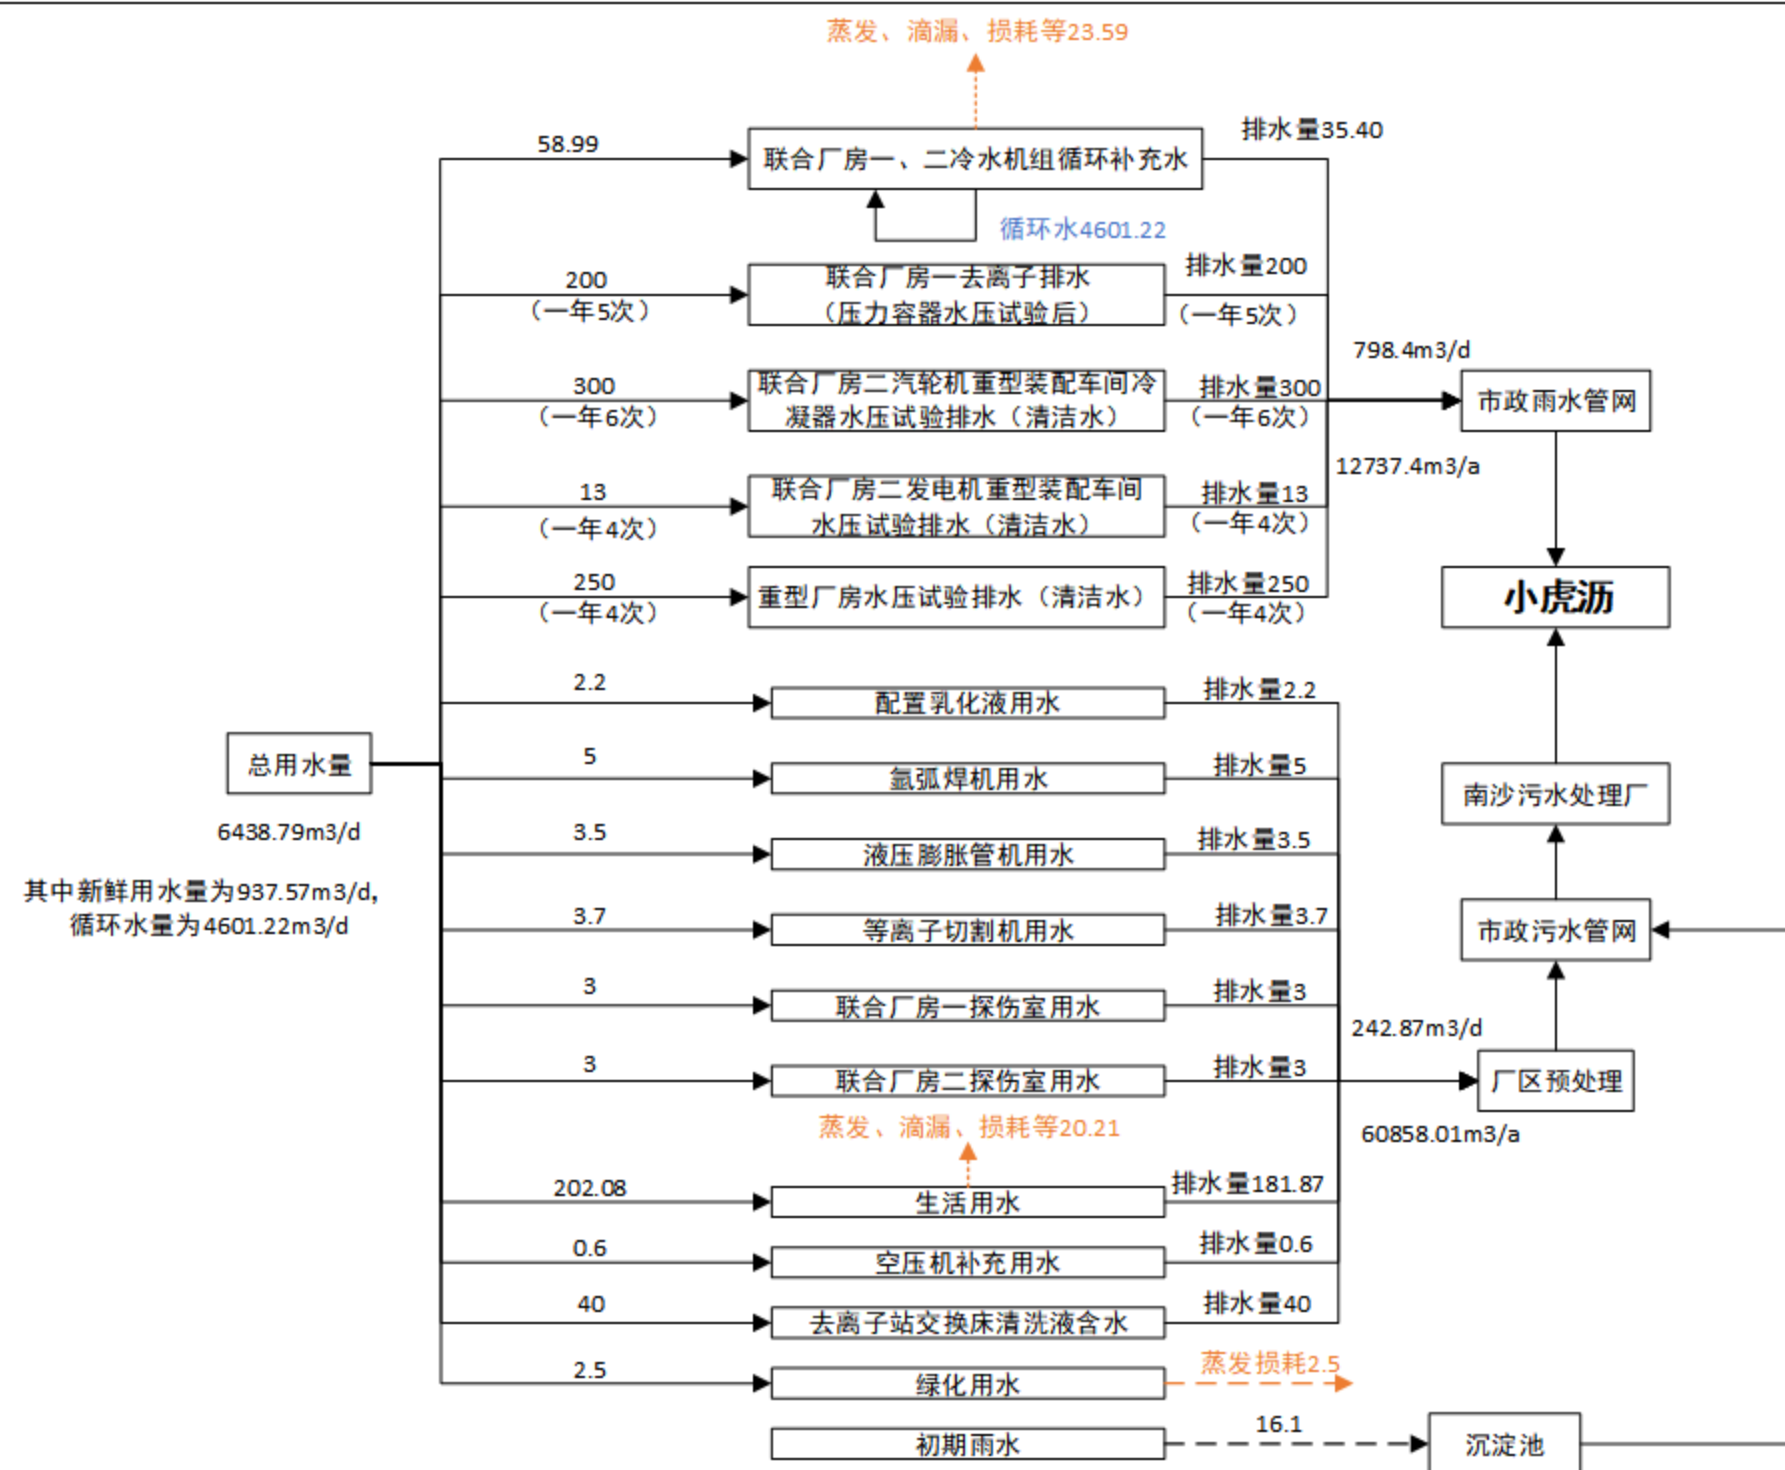 蒸发、滴漏、损耗等23.59
58.99
联合厂房一、二冷水机组循环补充水
排水量35.40
循环水4601.22
200
（一年5次）
联合厂房一去离子排水
（压力容器水压试验后）
排水量200
（一年5次）
300
（一年6次）
联合厂房二汽轮机重型装配车间冷
凝器水压试验排水（清洁水）
排水量300
（一年6次）
798.4m3/d
市政雨水管网
12737.4m3/a
13
（一年4次）
联合厂房二发电机重型装配车间
水压试验排水（清洁水）
排水量13
（一年4次）
250
（一年4次）
重型厂房水压试验排水（清洁水）
排水量250
（一年4次）
小虎沥
2.2
配置乳化液用水
排水量2.2
总用水量
6438.79m3/d
其中新鲜用水量为937.57m3/d，
循环水量为4601.22m3/d
5
氩弧焊机用水
排水量5
南沙污水处理厂
3.5
液压膨胀管机用水
排水量3.5
3.7
等离子切割机用水
排水量3.7
市政污水管网
3
联合厂房一探伤室用水
排水量3
242.87m3/d
3
联合厂房二探伤室用水
排水量3
厂区预处理
60858.01m3/a
蒸发、滴漏、损耗等20.21
202.08
生活用水
排水量181.87
0.6
空压机补充用水
排水量0.6
40
去离子站交换床清洗液含水
排水量40
2.5
绿化用水
蒸发损耗2.5
初期雨水
16.1
沉淀池